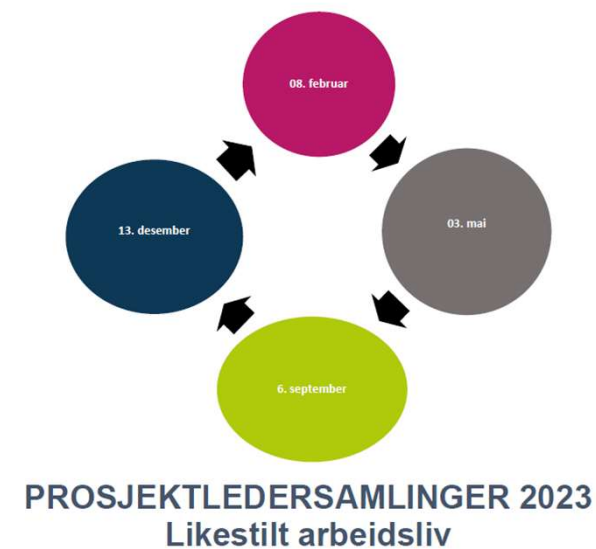 08. februar
03. mai
6. september
13. desember
PROSJEKTLEDERSAMLINGER 2023
Likestilt arbeidsliv